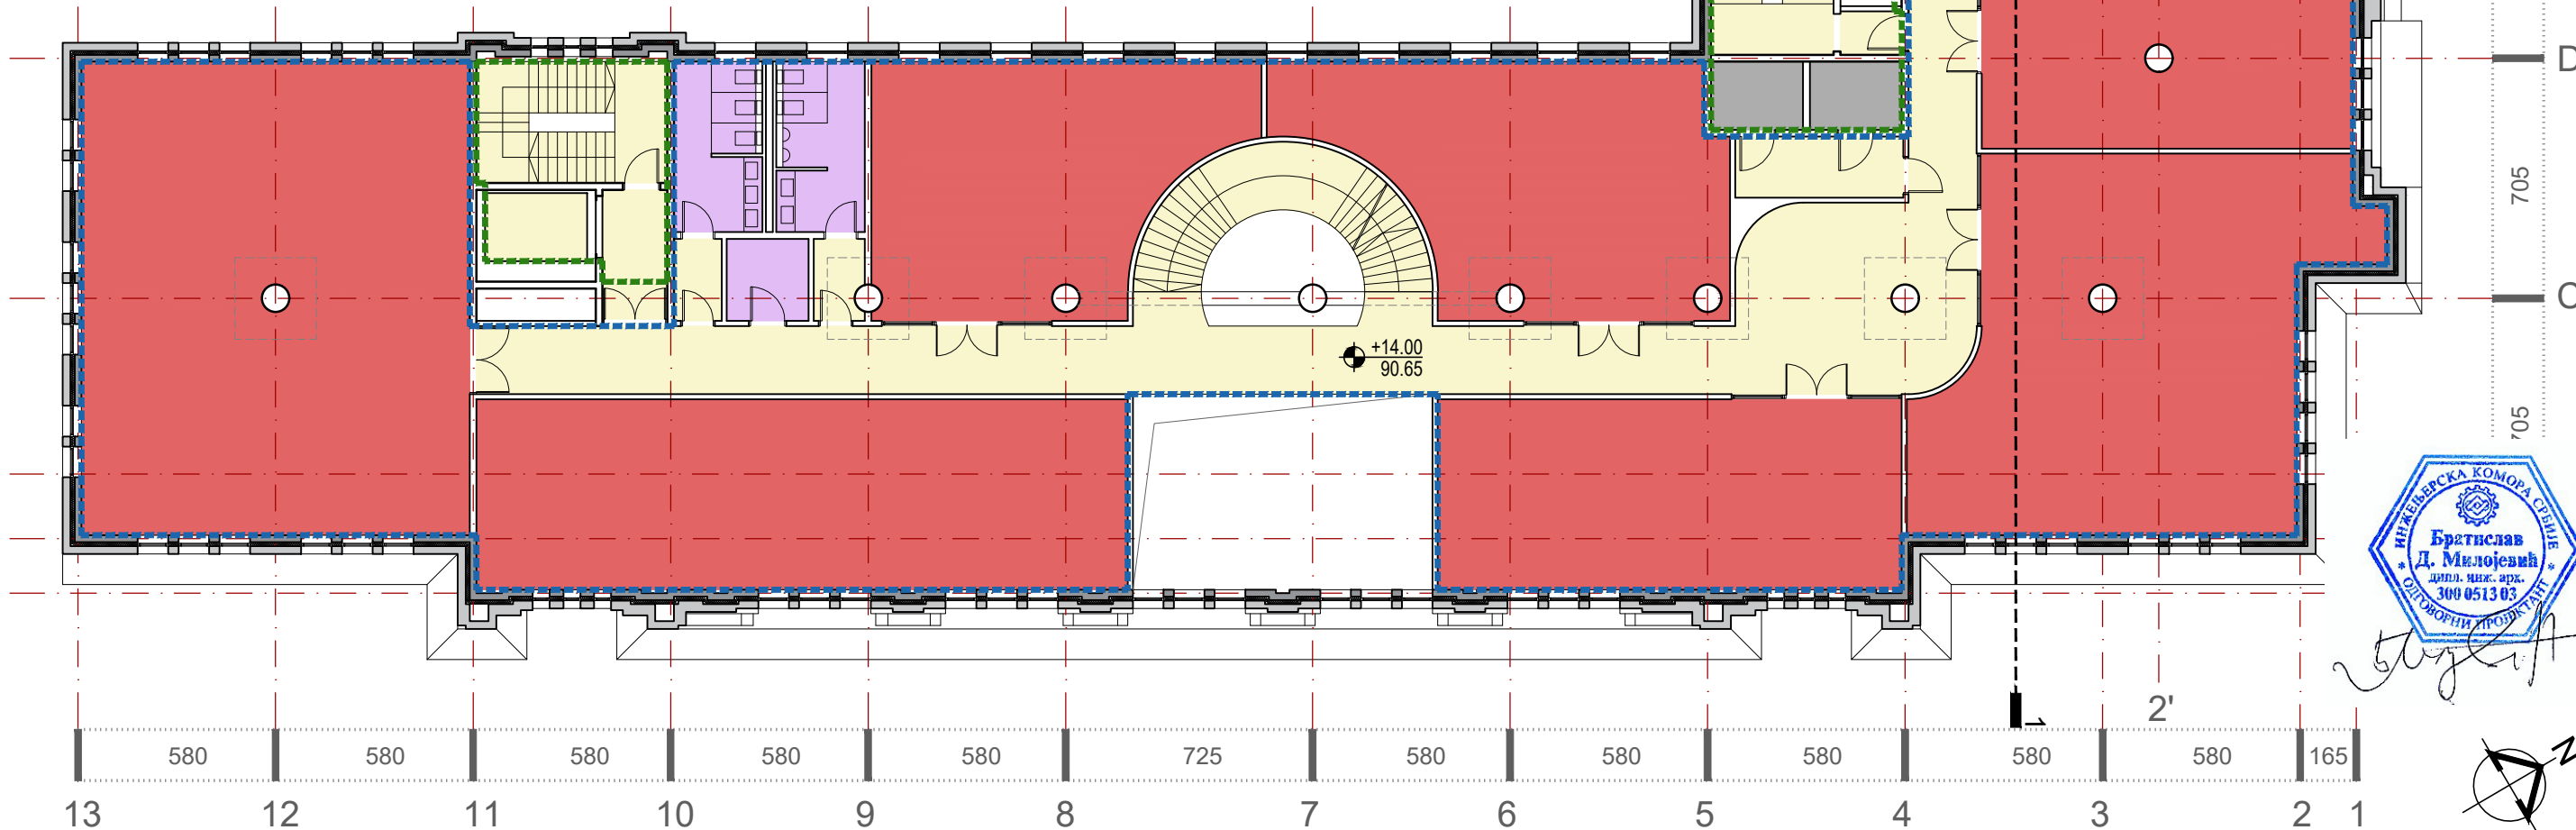 D
705
C
705
+14.00
90.65
ИНЖЕЊЕРСКА КОМОРА СРБИЈЕ
Братислав
Д. Милојевић
дипл. инж. арх.
300 0513 03
ОДГОВОРНИ ПРОЈЕКТАНТ
1
2'
580 580 580 580 580 725 580 580 580 580 580 165
N
13 12 11 10 9 8 7 6 5 4 3 2 1